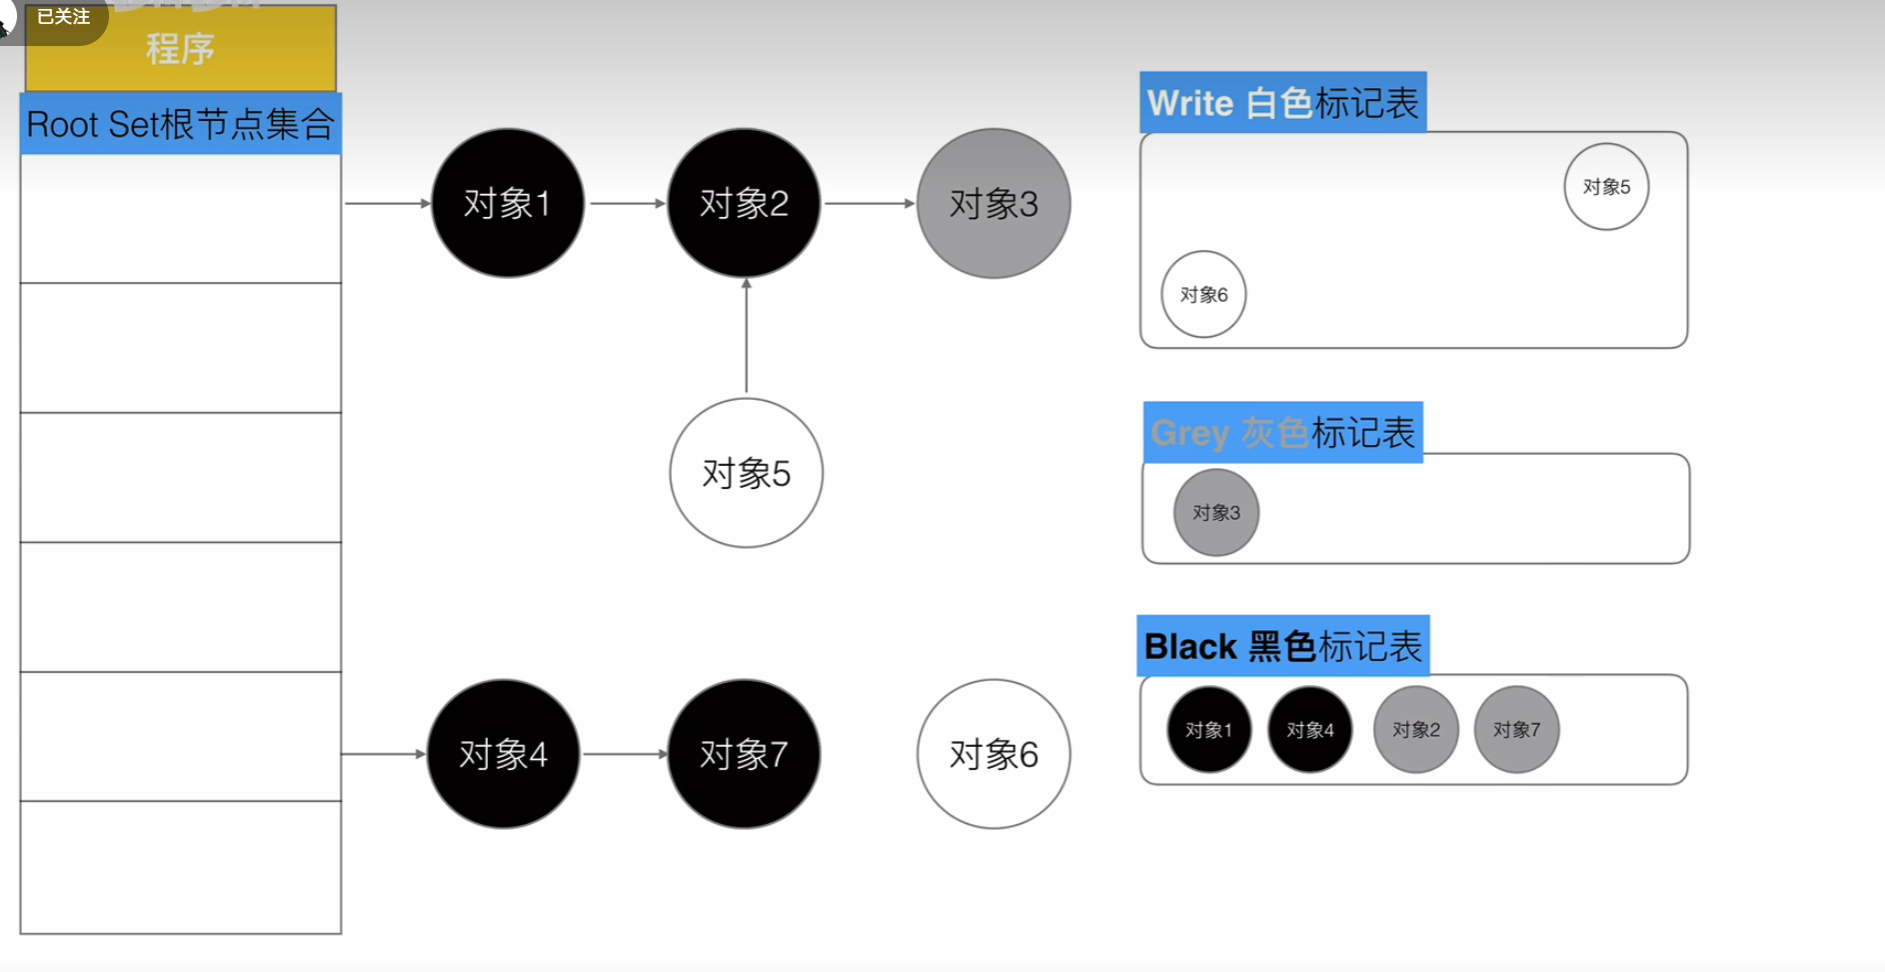 已关注
程序
Root Set根节点集合
对象1
对象2
对象3
对象5
对象4
对象7
对象6
Write 白色标记表
对象5
对象6
Grey 灰色标记表
对象3
Black 黑色标记表
对象1
对象4
对象2
对象7